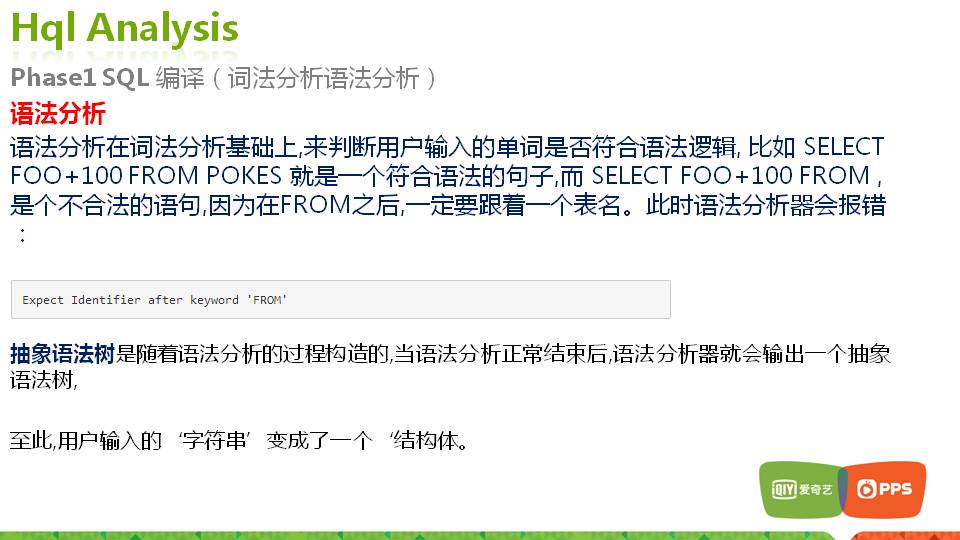 Hql Analysis
Phase1 SQL 编译（词法分析语法分析）
语法分析
语法分析在词法分析基础上,来判断用户输入的单词是否符合语法逻辑, 比如 SELECT
FOO+100 FROM POKES 就是一个符合语法的句子,而 SELECT FOO+100 FROM ,
是个不合法的语句,因为在FROM之后,一定要跟着一个表名。此时语法分析器会报错
：
Expect Identifier after keyword 'FROM'
抽象语法树是随着语法分析的过程构造的,当语法分析正常结束后,语法分析器就会输出一个抽象
语法树,
至此,用户输入的‘字符串’变成了一个‘结构体。
iQIYI 爱奇艺 PPS